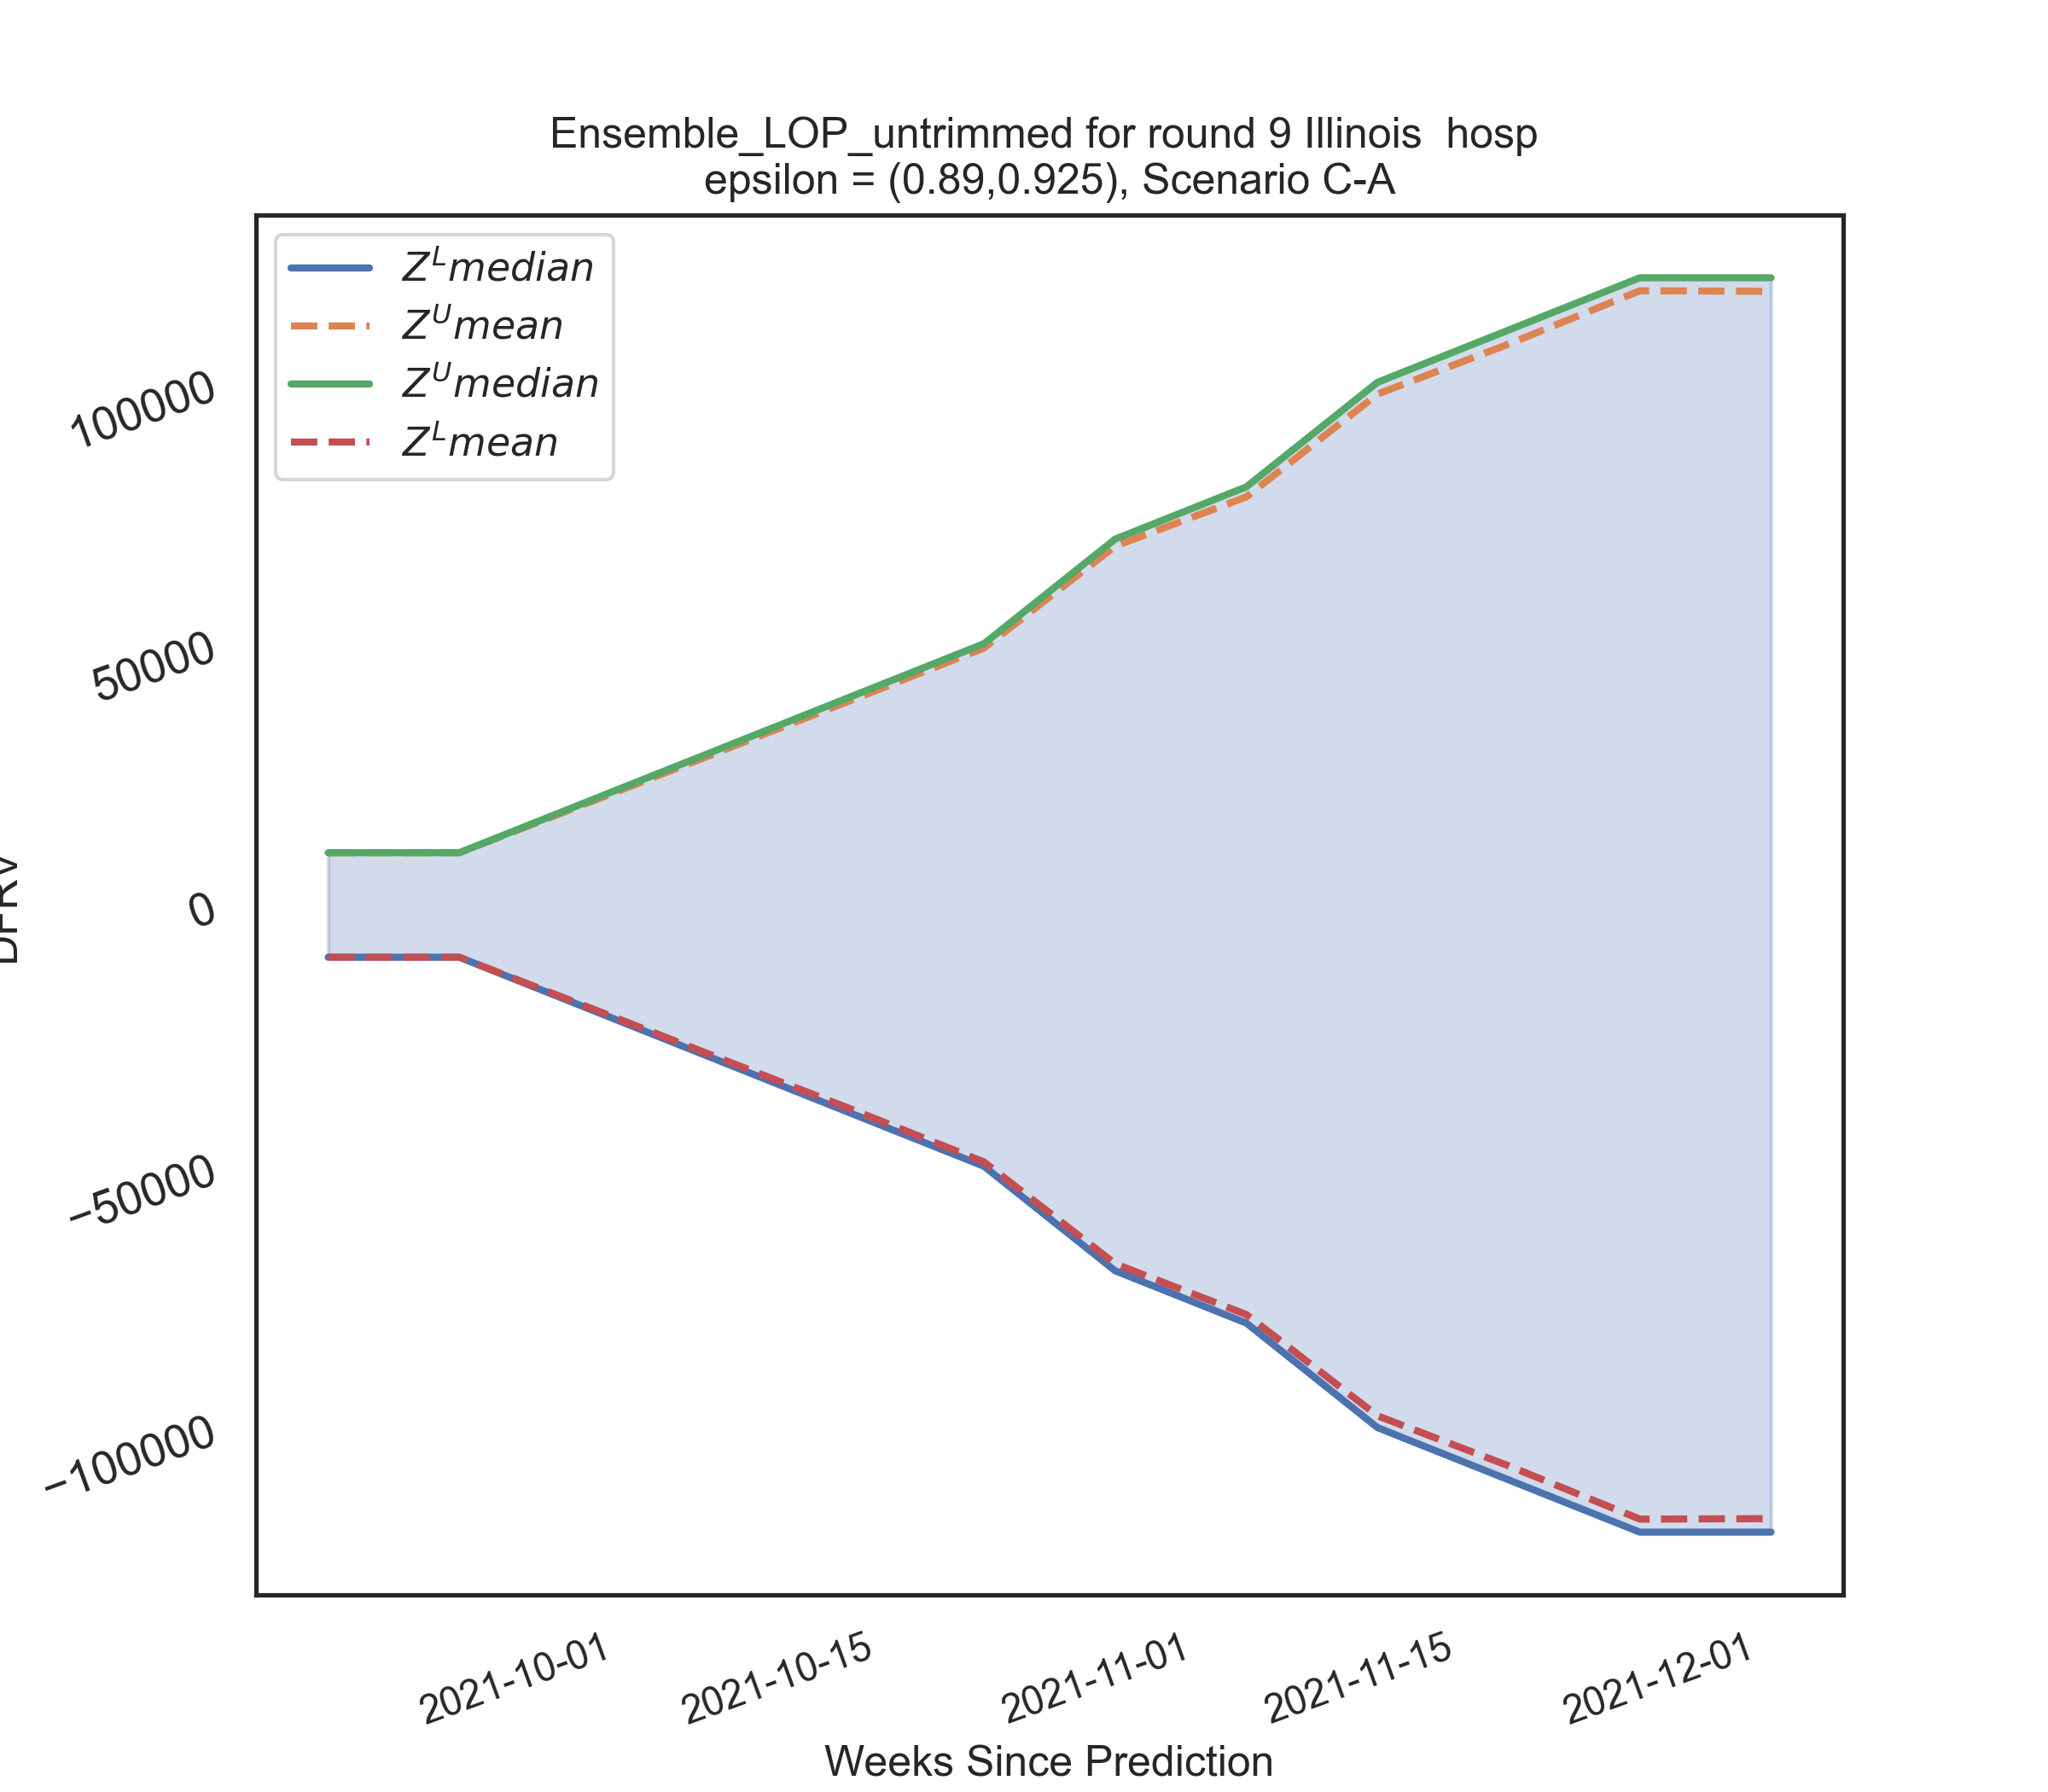 Ensemble_LOP_untrimmed for round 9 Illinois  hosp
epsilon = (0.89,0.925), Scenario C-A
Z^L median
Z^U mean
Z^U median
Z^L mean
100000
50000
0
−50000
−100000
2021-10-01
2021-10-15
2021-11-01
2021-11-15
2021-12-01
Weeks Since Prediction